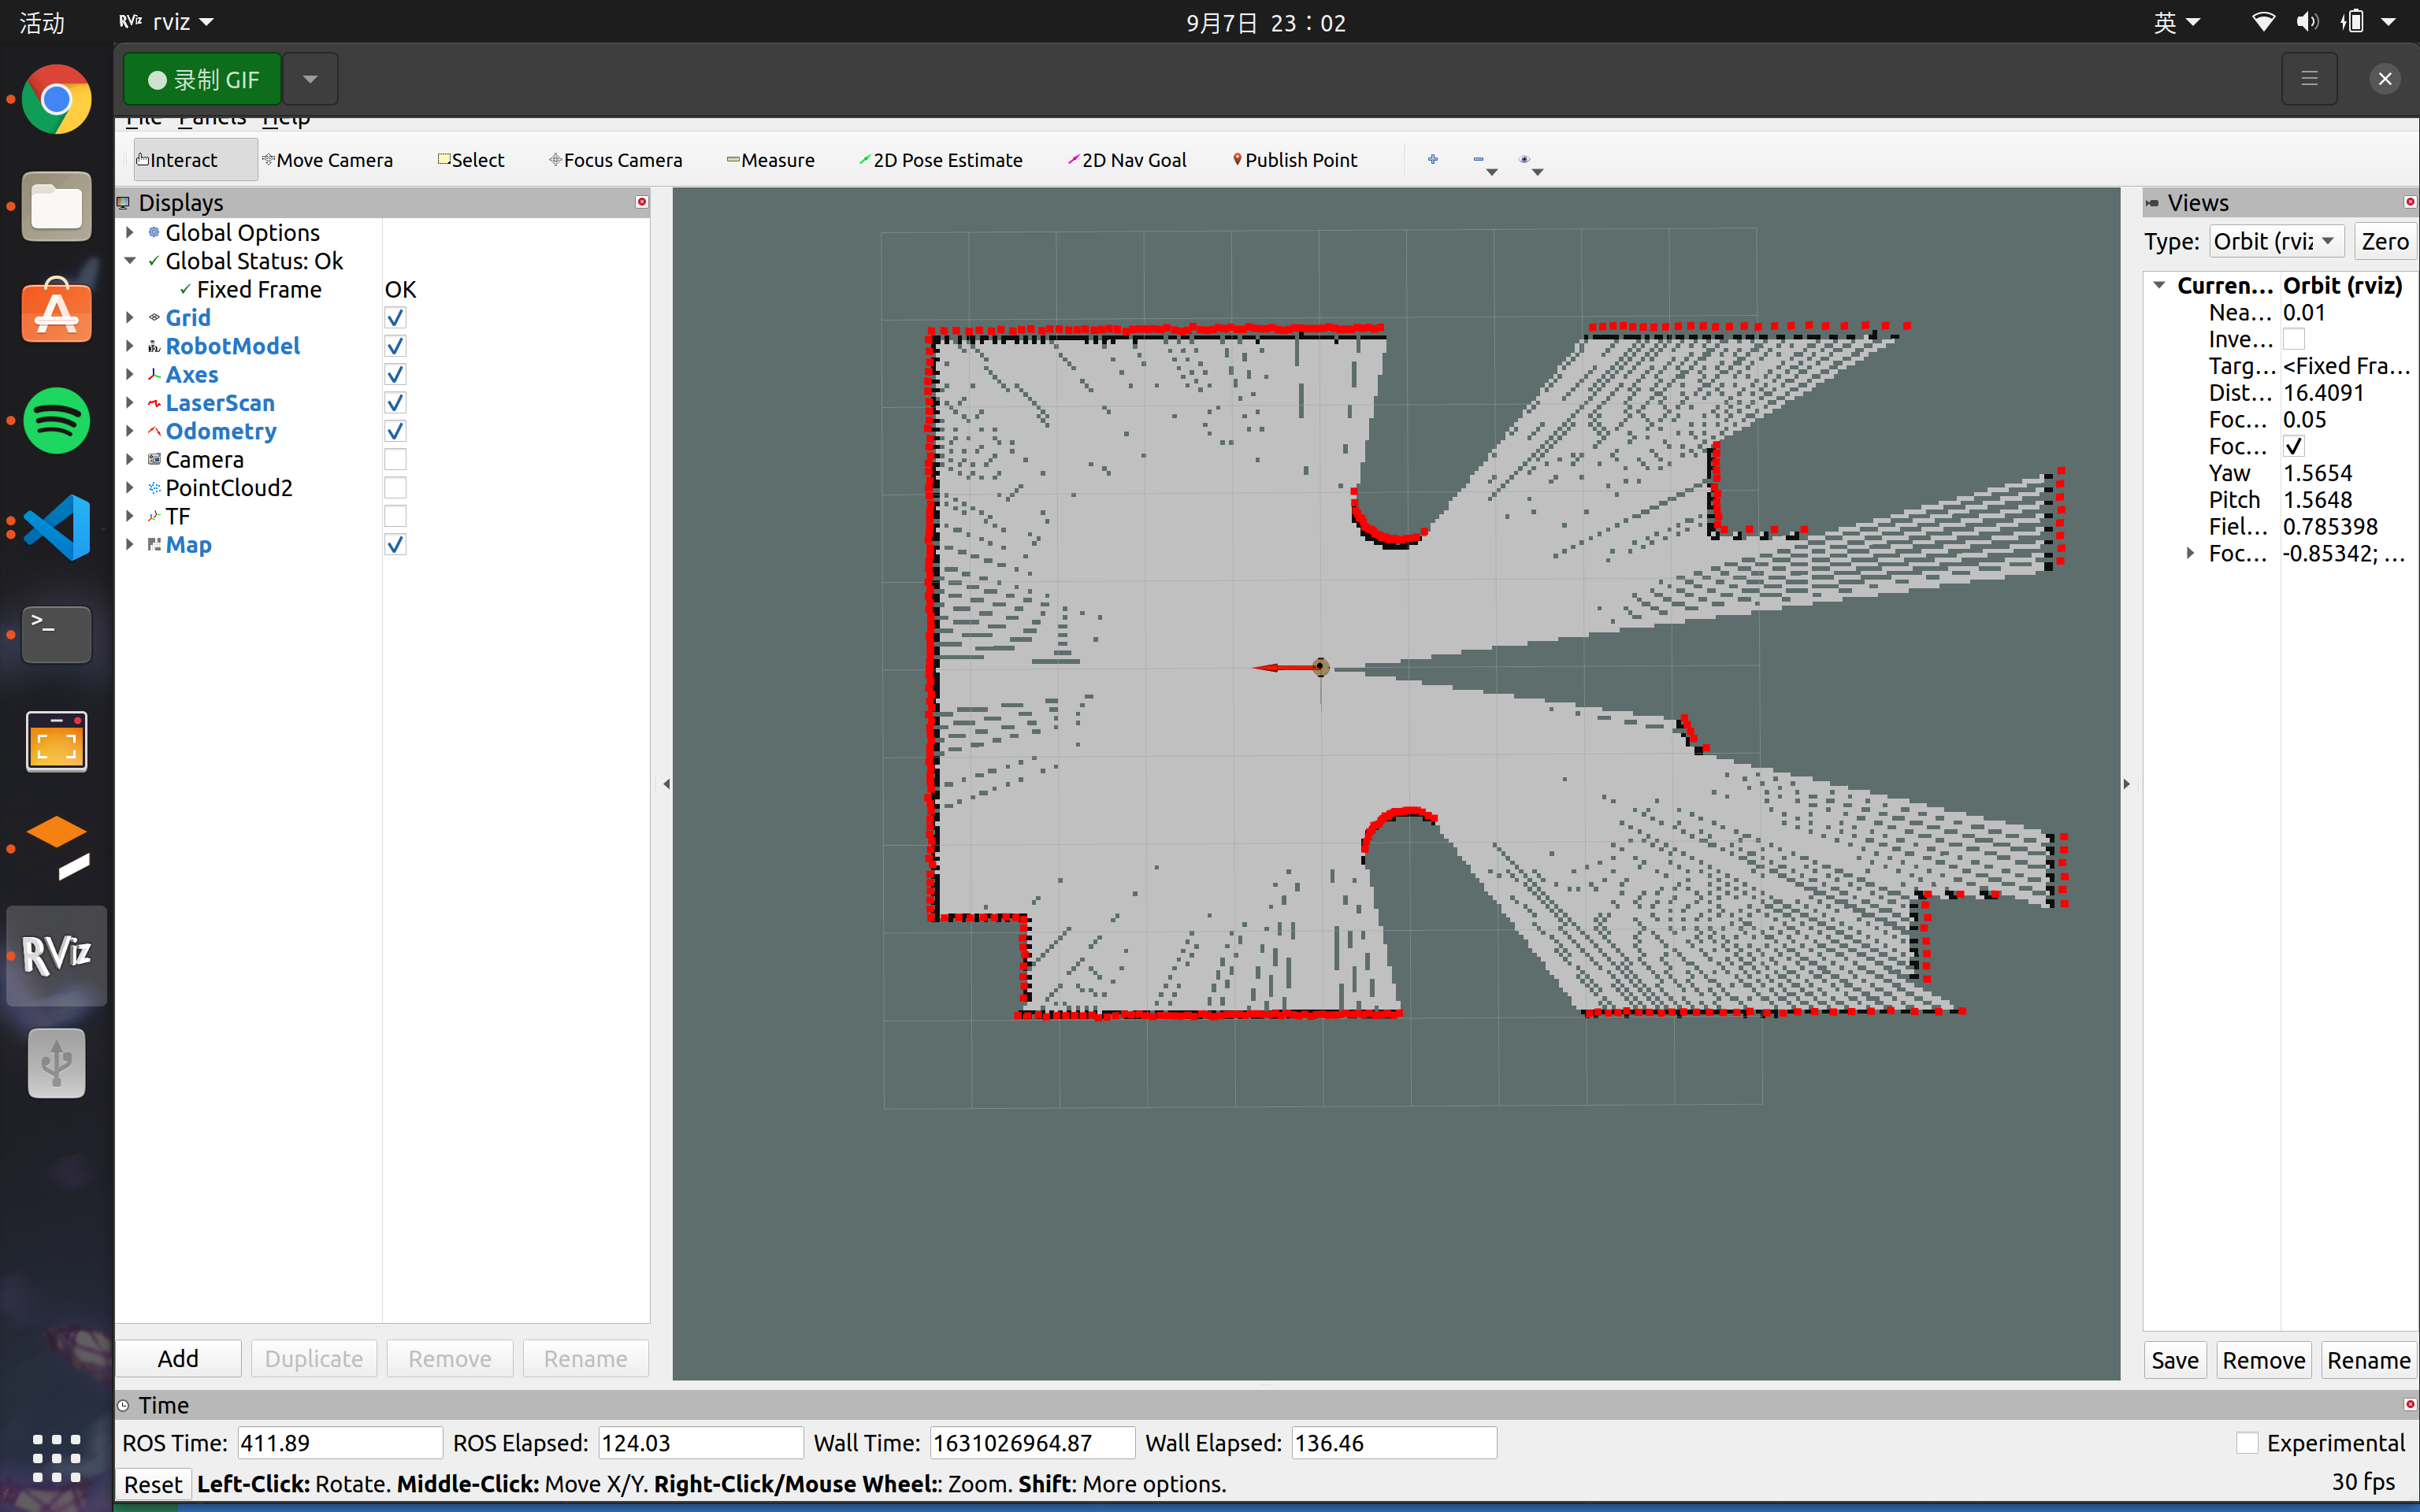 活动
RViz rviz
9月7日 23：02
英
录制 GIF
File Panels Help
Interact
Move Camera
Select
Focus Camera
Measure
2D Pose Estimate
2D Nav Goal
Publish Point
Displays
Global Options
Global Status: Ok
Fixed Frame OK
Grid
RobotModel
Axes
LaserScan
Odometry
Camera
PointCloud2
TF
Map
Add
Duplicate
Remove
Rename
Views
Type: Orbit (rviz Zero
Curren... Orbit (rviz)
Nea... 0.01
Inve...
Targ... <Fixed Fra...
Dist... 16.4091
Foc... 0.05
Foc...
Yaw 1.5654
Pitch 1.5648
Fiel... 0.785398
Foc... -0.85342; ...
Save
Remove
Rename
RViz
Time
ROS Time: 411.89 ROS Elapsed: 124.03 Wall Time: 1631026964.87 Wall Elapsed: 136.46
Experimental
Reset Left-Click: Rotate. Middle-Click: Move X/Y. Right-Click/Mouse Wheel:: Zoom. Shift: More options.
30 fps